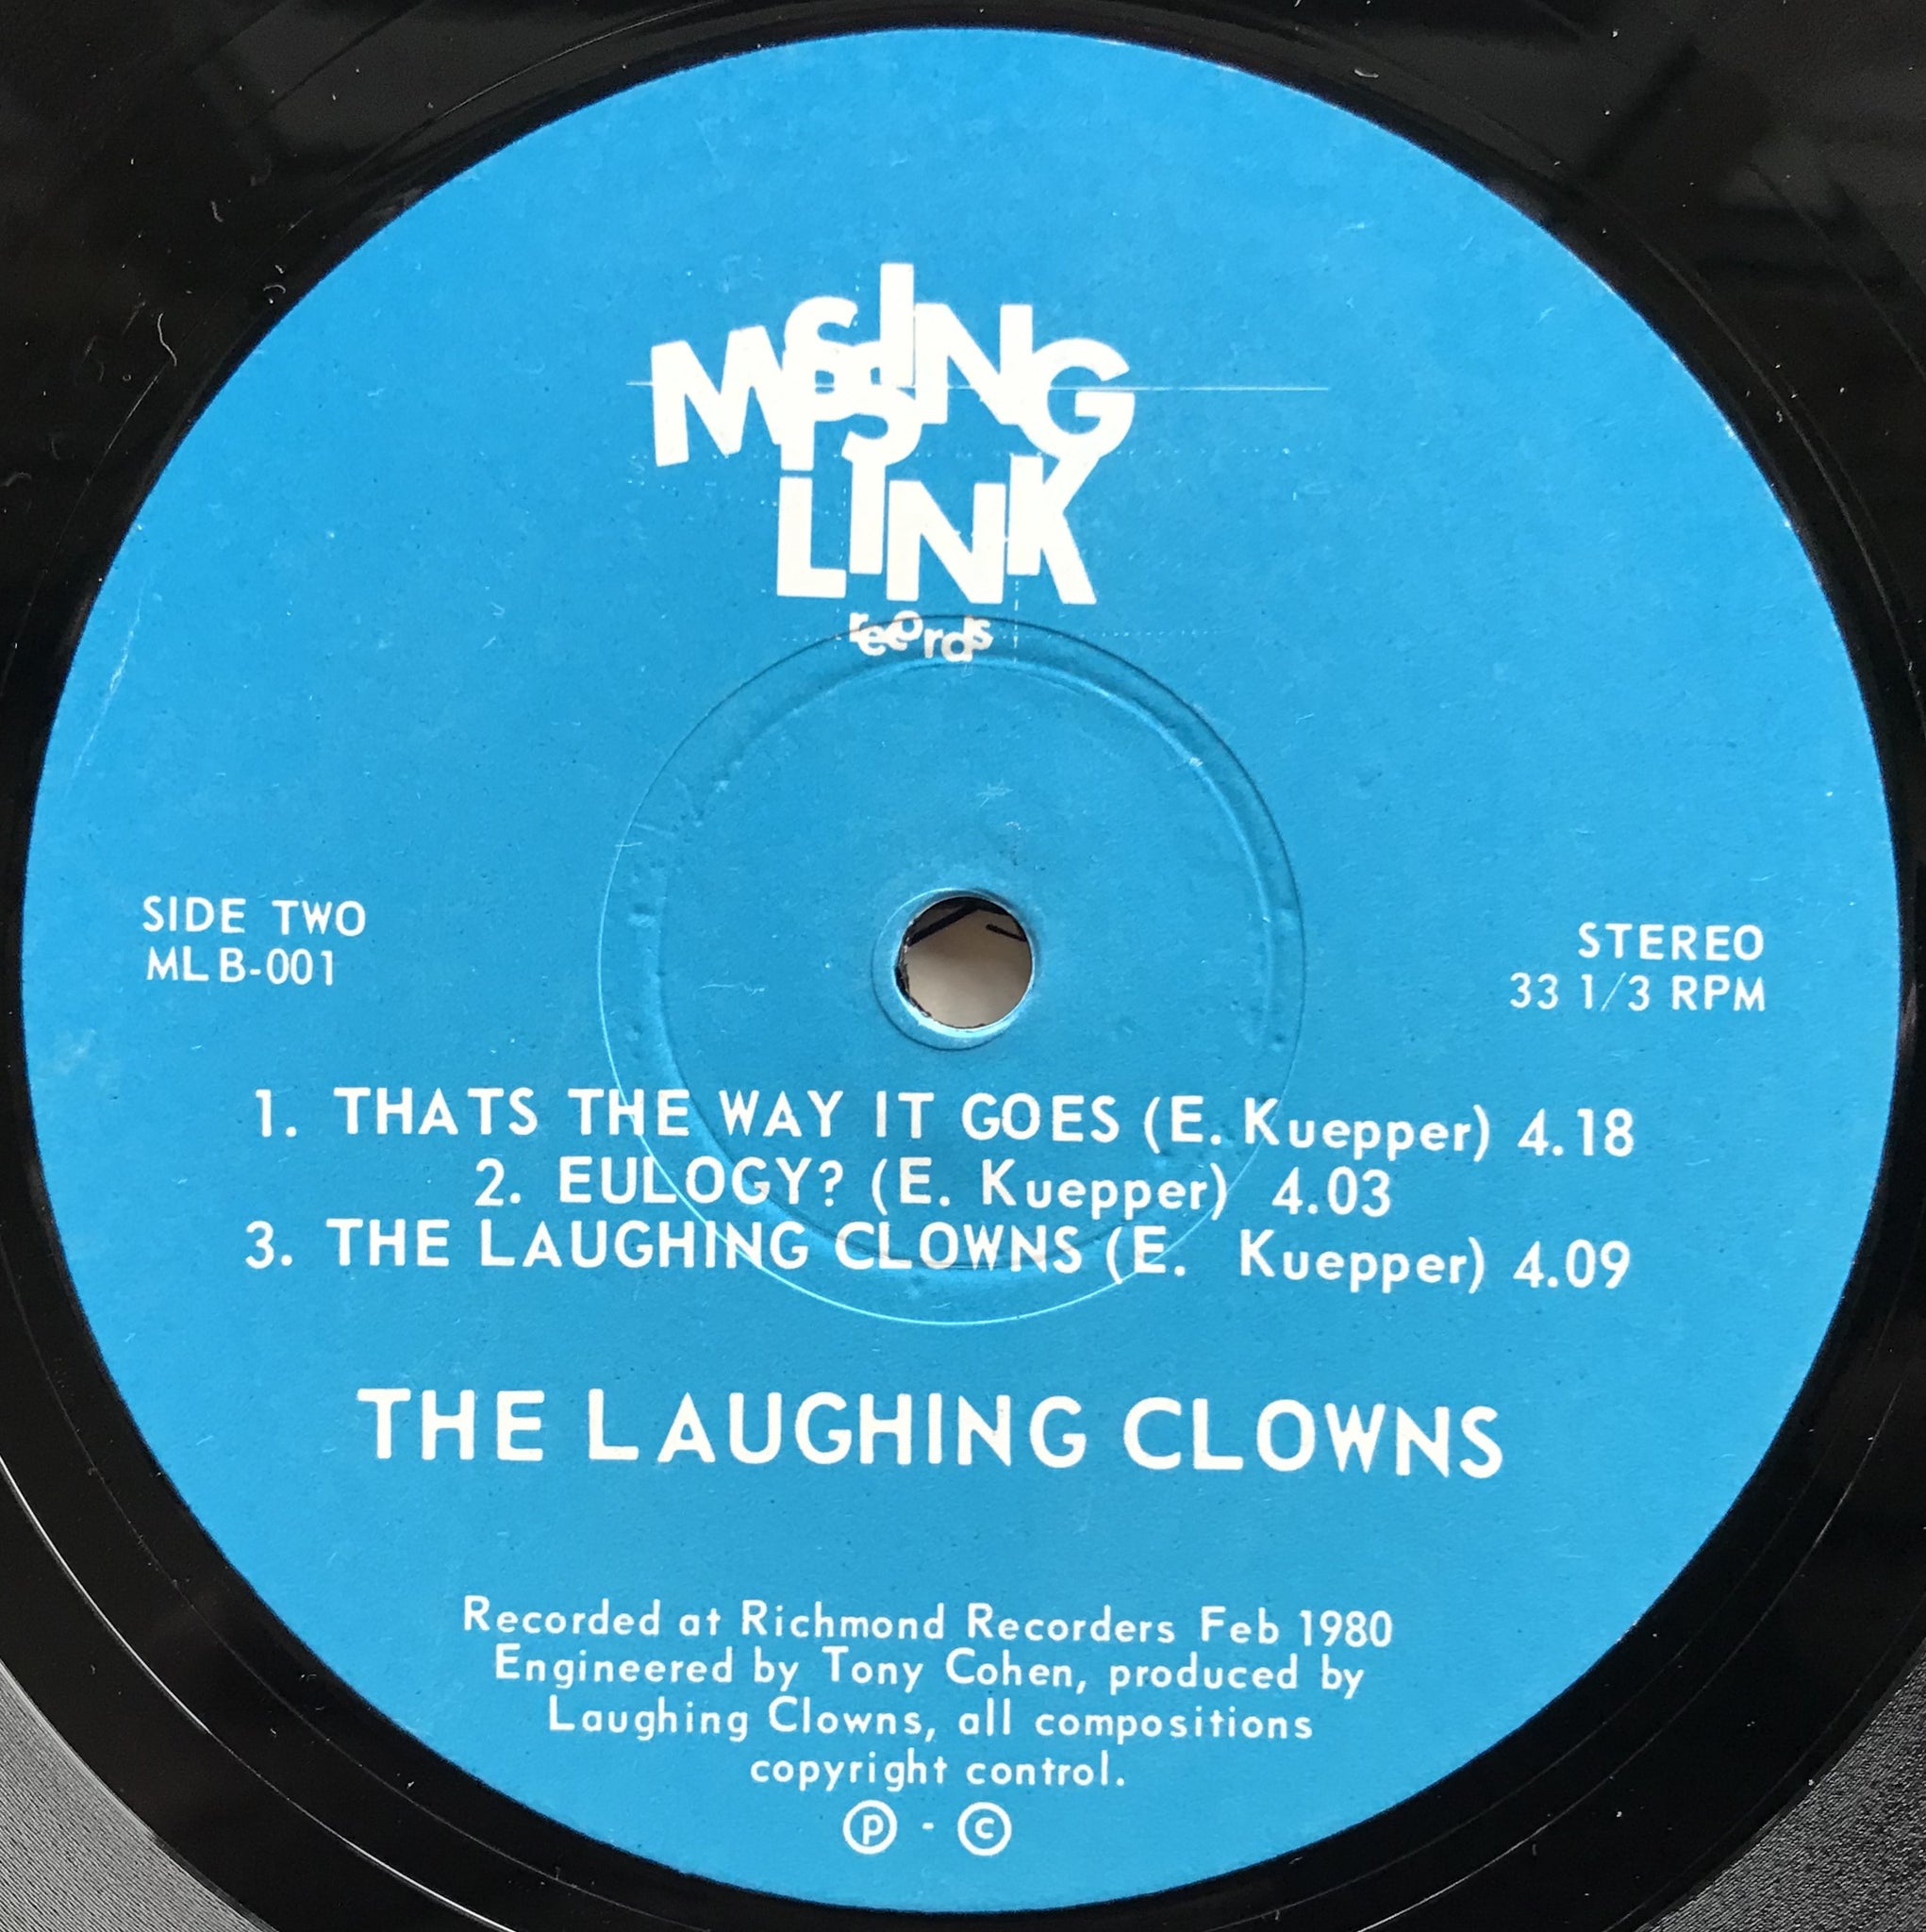 MISSING
LINK
records
SIDE TWO
MLB-001
STEREO
33 1/3 RPM
1. THATS THE WAY IT GOES (E. Kuepper) 4.18
2. EULOGY? (E. Kuepper) 4.03
3. THE LAUGHING CLOWNS (E. Kuepper) 4.09
THE LAUGHING CLOWNS
Recorded at Richmond Recorders Feb 1980
Engineered by Tony Cohen, produced by
Laughing Clowns, all compositions
copyright control.
Ⓟ - ©